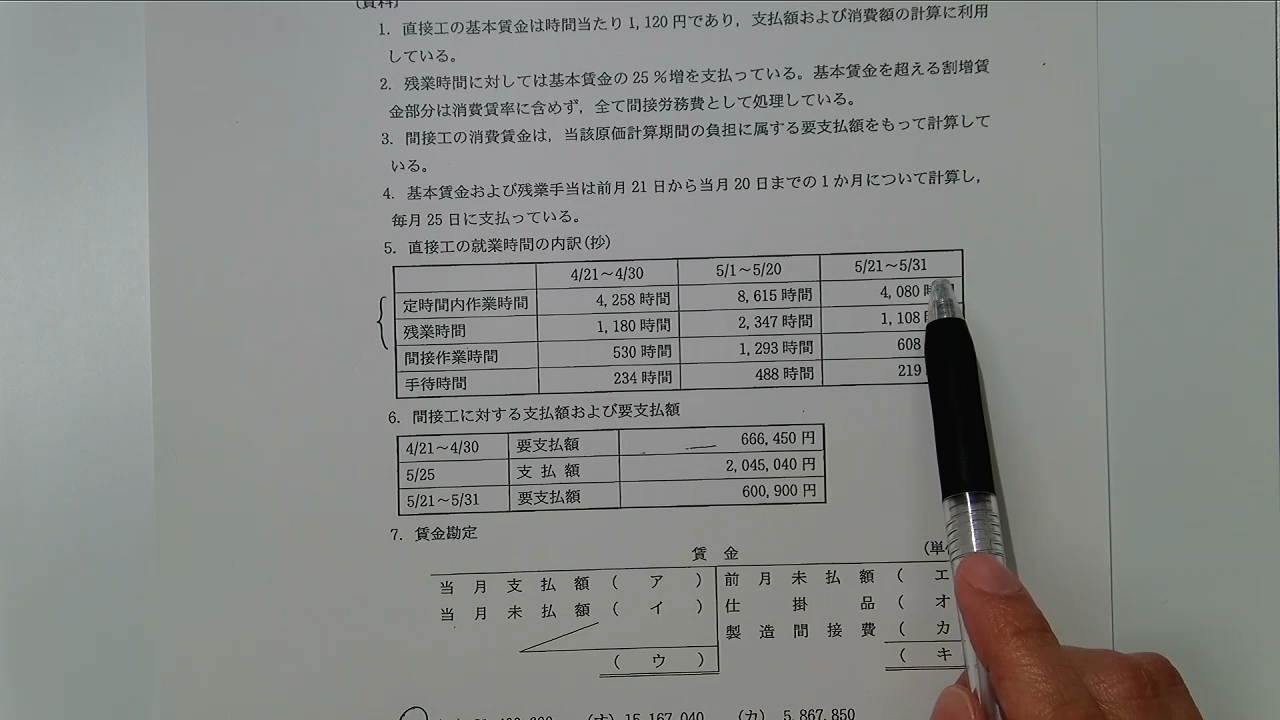 (資料)
1. 直接工の基本賃金は時間当たり 1,120 円であり，支払額および消費額の計算に利用
している。
2. 残業時間に対しては基本賃金の 25 %増を支払っている。基本賃金を超える割増賃
金部分は消費賃率に含めず，全て間接労務費として処理している。
3. 間接工の消費賃金は，当該原価計算期間の負担に属する要支払額をもって計算して
いる。
4. 基本賃金および残業手当は前月 21 日から当月 20 日までの 1 か月について計算し，
毎月 25 日に支払っている。
5. 直接工の就業時間の内訳(抄)
4/21～4/30 5/1～5/20 5/21～5/31
定時間内作業時間 4,258 時間 8,615 時間 4,080
残業時間 1,180 時間 2,347 時間 1,108
間接作業時間 530 時間 1,293 時間 608
手待時間 234 時間 488 時間 219
6. 間接工に対する支払額および要支払額
4/21～4/30 要支払額 666,450 円
5/25 支払額 2,045,040 円
5/21～5/31 要支払額 600,900 円
7. 賃金勘定
賃金 (単
当月支払額 ( ア ) 前月未払額 ( エ
当月未払額 ( イ ) 仕掛品 ( オ
製造間接費 ( カ
( ウ ) ( キ
(オ) 15,167,040 (カ) 5,867,850